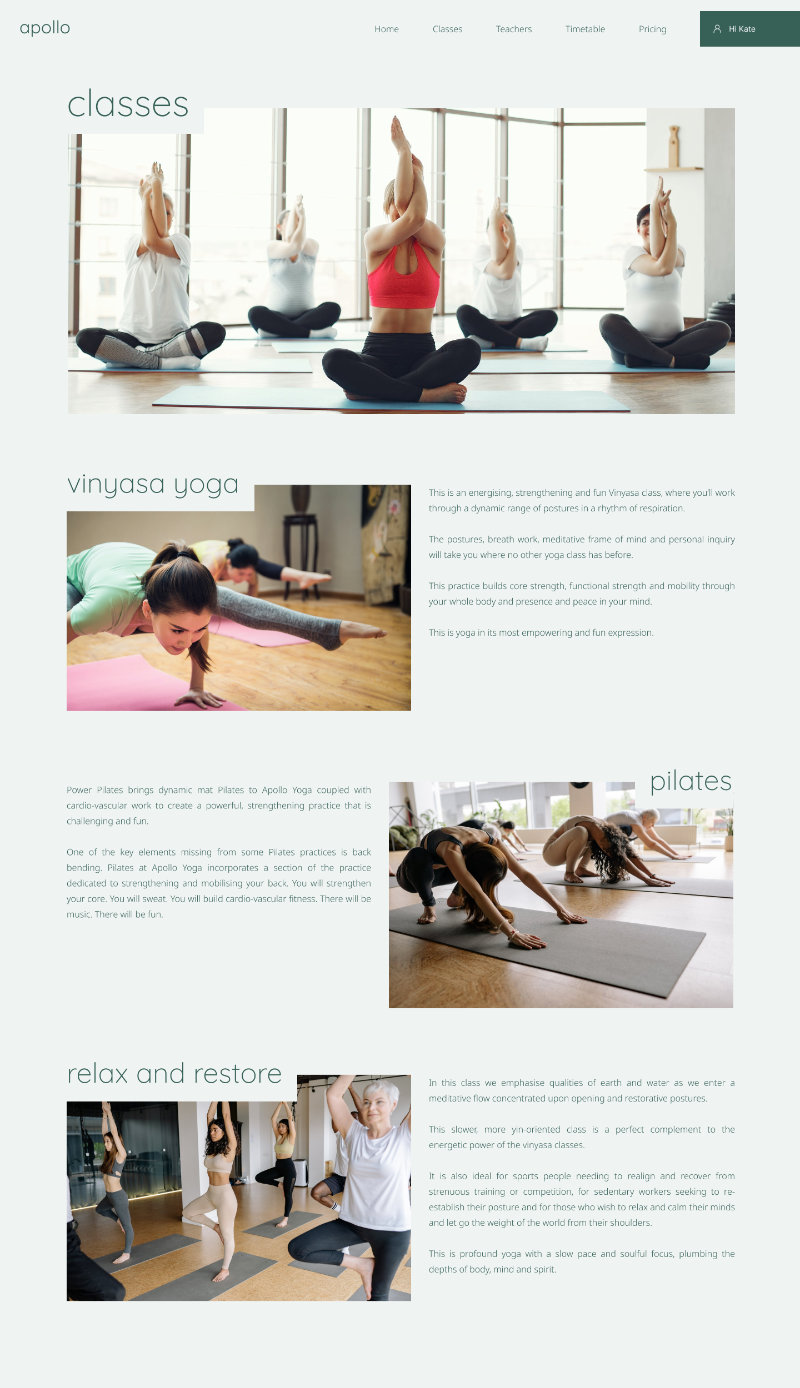 apollo
Home Classes Teachers Timetable Pricing Hi Kate
classes
vinyasa yoga
This is an energising, strengthening and fun Vinyasa class, where you'll work
through a dynamic range of postures in a rhythm of respiration.
The postures, breath work, meditative frame of mind and personal inquiry
will take you where no other yoga class has before.
This practice builds core strength, functional strength and mobility through
your whole body and presence and peace in your mind.
This is yoga in its most empowering and fun expression.
pilates
Power Pilates brings dynamic mat Pilates to Apollo Yoga coupled with
cardio-vascular work to create a powerful, strengthening practice that is
challenging and fun.
One of the key elements missing from some Pilates practices is back
bending. Pilates at Apollo Yoga incorporates a section of the practice
dedicated to strengthening and mobilising your back. You will strengthen
your core. You will sweat. You will build cardio-vascular fitness. There will be
music. There will be fun.
relax and restore
In this class we emphasise qualities of earth and water as we enter a
meditative flow concentrated upon opening and restorative postures.
This slower, more yin-oriented class is a perfect complement to the
energetic power of the vinyasa classes.
It is also ideal for sports people needing to realign and recover from
strenuous training or competition, for sedentary workers seeking to re-
establish their posture and for those who wish to relax and calm their minds
and let go the weight of the world from their shoulders.
This is profound yoga with a slow pace and soulful focus, plumbing the
depths of body, mind and spirit.